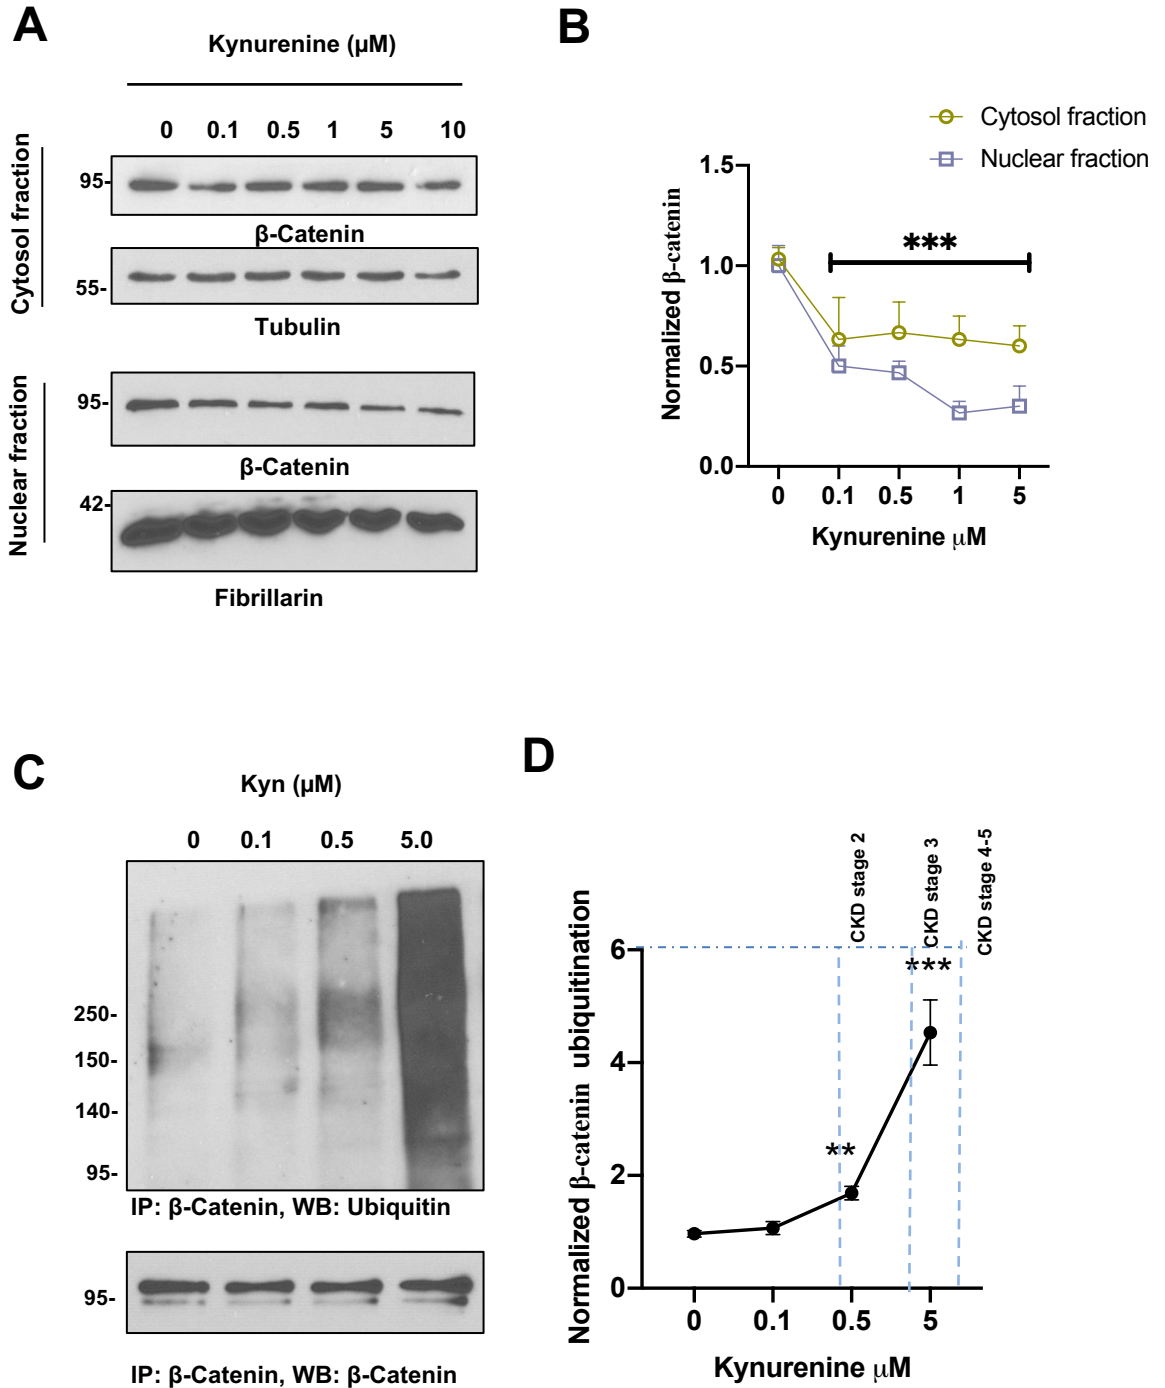 A
Kynurenine (µM)
0 0.1 0.5 1 5 10
Cytosol fraction
95-
β-Catenin
55-
Tubulin
Nuclear fraction
95-
β-Catenin
42-
Fibrillarin
B
Cytosol fraction
Nuclear fraction
Normalized β-catenin
1.5
1.0
0.5
0.0
***
0 0.1 0.5 1 5
Kynurenine µM
C
Kyn (µM)
0 0.1 0.5 5.0
250-
150-
140-
95-
IP: β-Catenin, WB: Ubiquitin
95-
IP: β-Catenin, WB: β-Catenin
D
CKD stage 2
CKD stage 3
CKD stage 4-5
Normalized β-catenin ubiquitination
6
4
2
0
**
***
0 0.1 0.5 5
Kynurenine µM